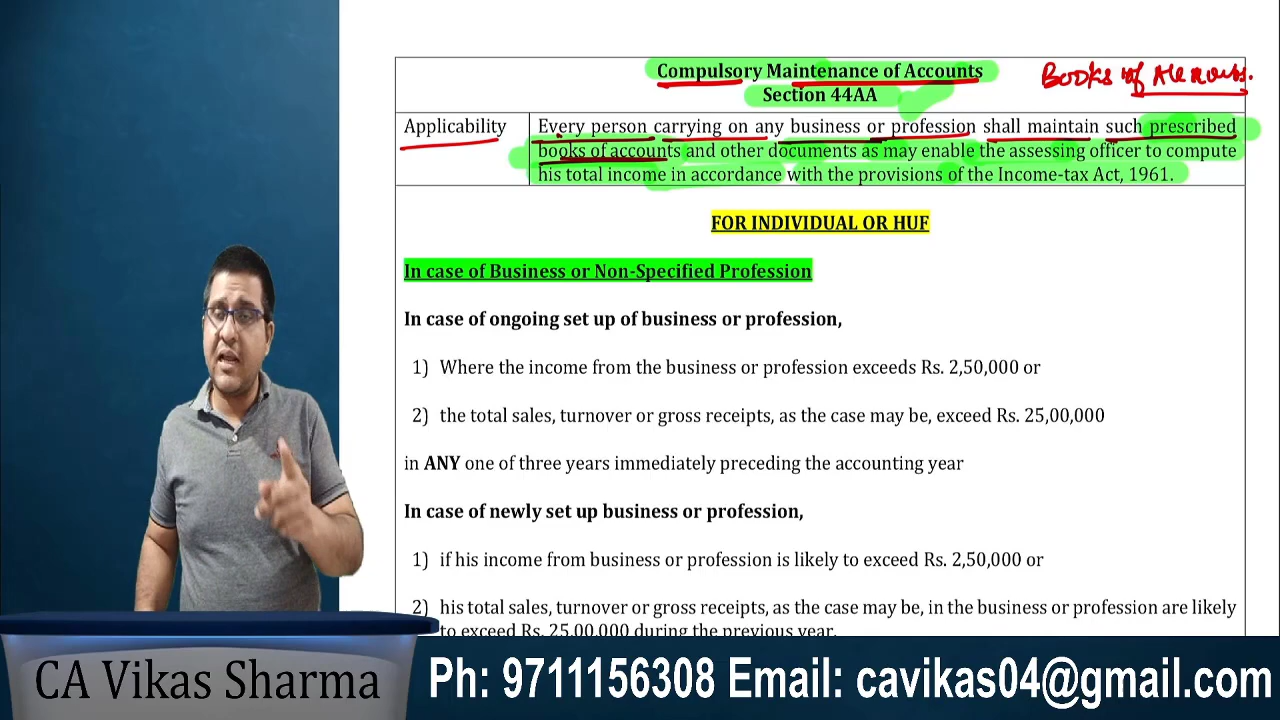 Compulsory Maintenance of Accounts
Books of Accounts.
Section 44AA
Applicability
Every person carrying on any business or profession shall maintain such prescribed
books of accounts and other documents as may enable the assessing officer to compute
his total income in accordance with the provisions of the Income-tax Act, 1961.
FOR INDIVIDUAL OR HUF
In case of Business or Non-Specified Profession
In case of ongoing set up of business or profession,
1) Where the income from the business or profession exceeds Rs. 2,50,000 or
2) the total sales, turnover or gross receipts, as the case may be, exceed Rs. 25,00,000
in ANY one of three years immediately preceding the accounting year
In case of newly set up business or profession,
1) if his income from business or profession is likely to exceed Rs. 2,50,000 or
2) his total sales, turnover or gross receipts, as the case may be, in the business or profession are likely
to exceed Rs. 25,00,000 during the previous year.
CA Vikas Sharma
Ph: 9711156308 Email: cavikas04@gmail.com